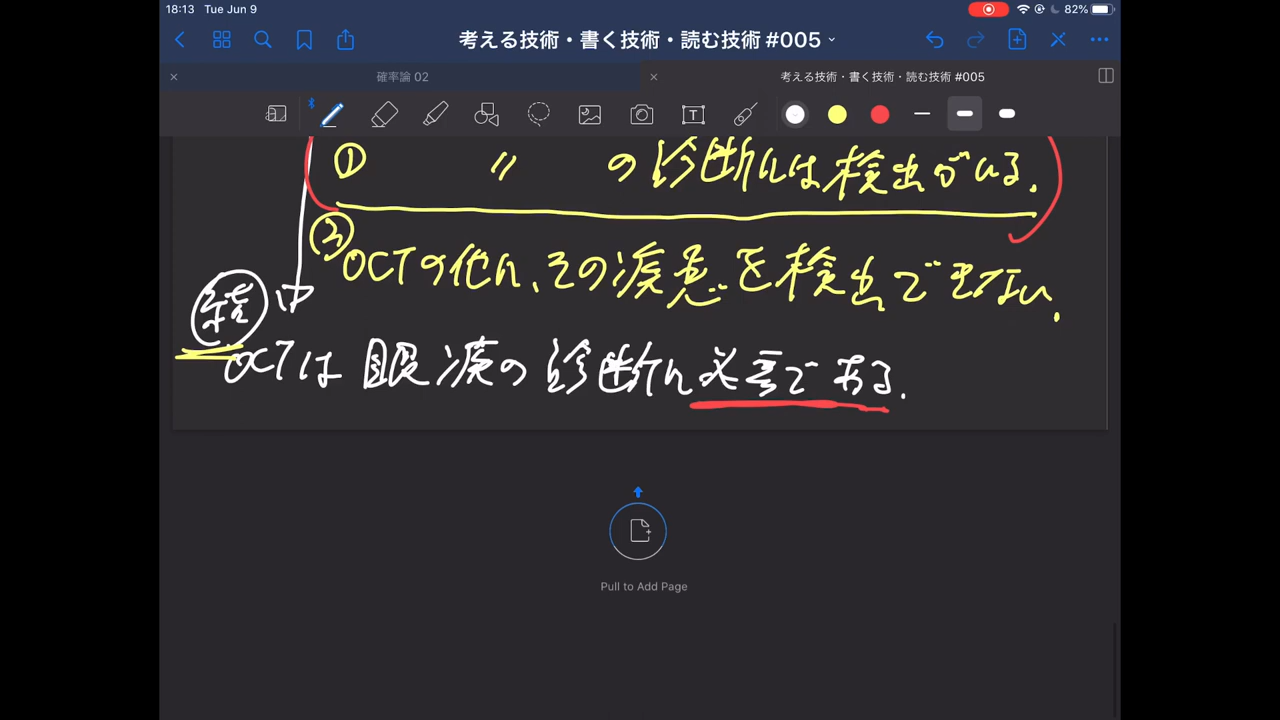 18:13 Tue Jun 9 82%
考える技術・書く技術・読む技術 #005
確率論 02
考える技術・書く技術・読む技術 #005
① 〃 の診断には検出がいる.
② OCTの他に、その疾患を検出できない.
OCTは眼疾の診断に必要である.
Pull to Add Page